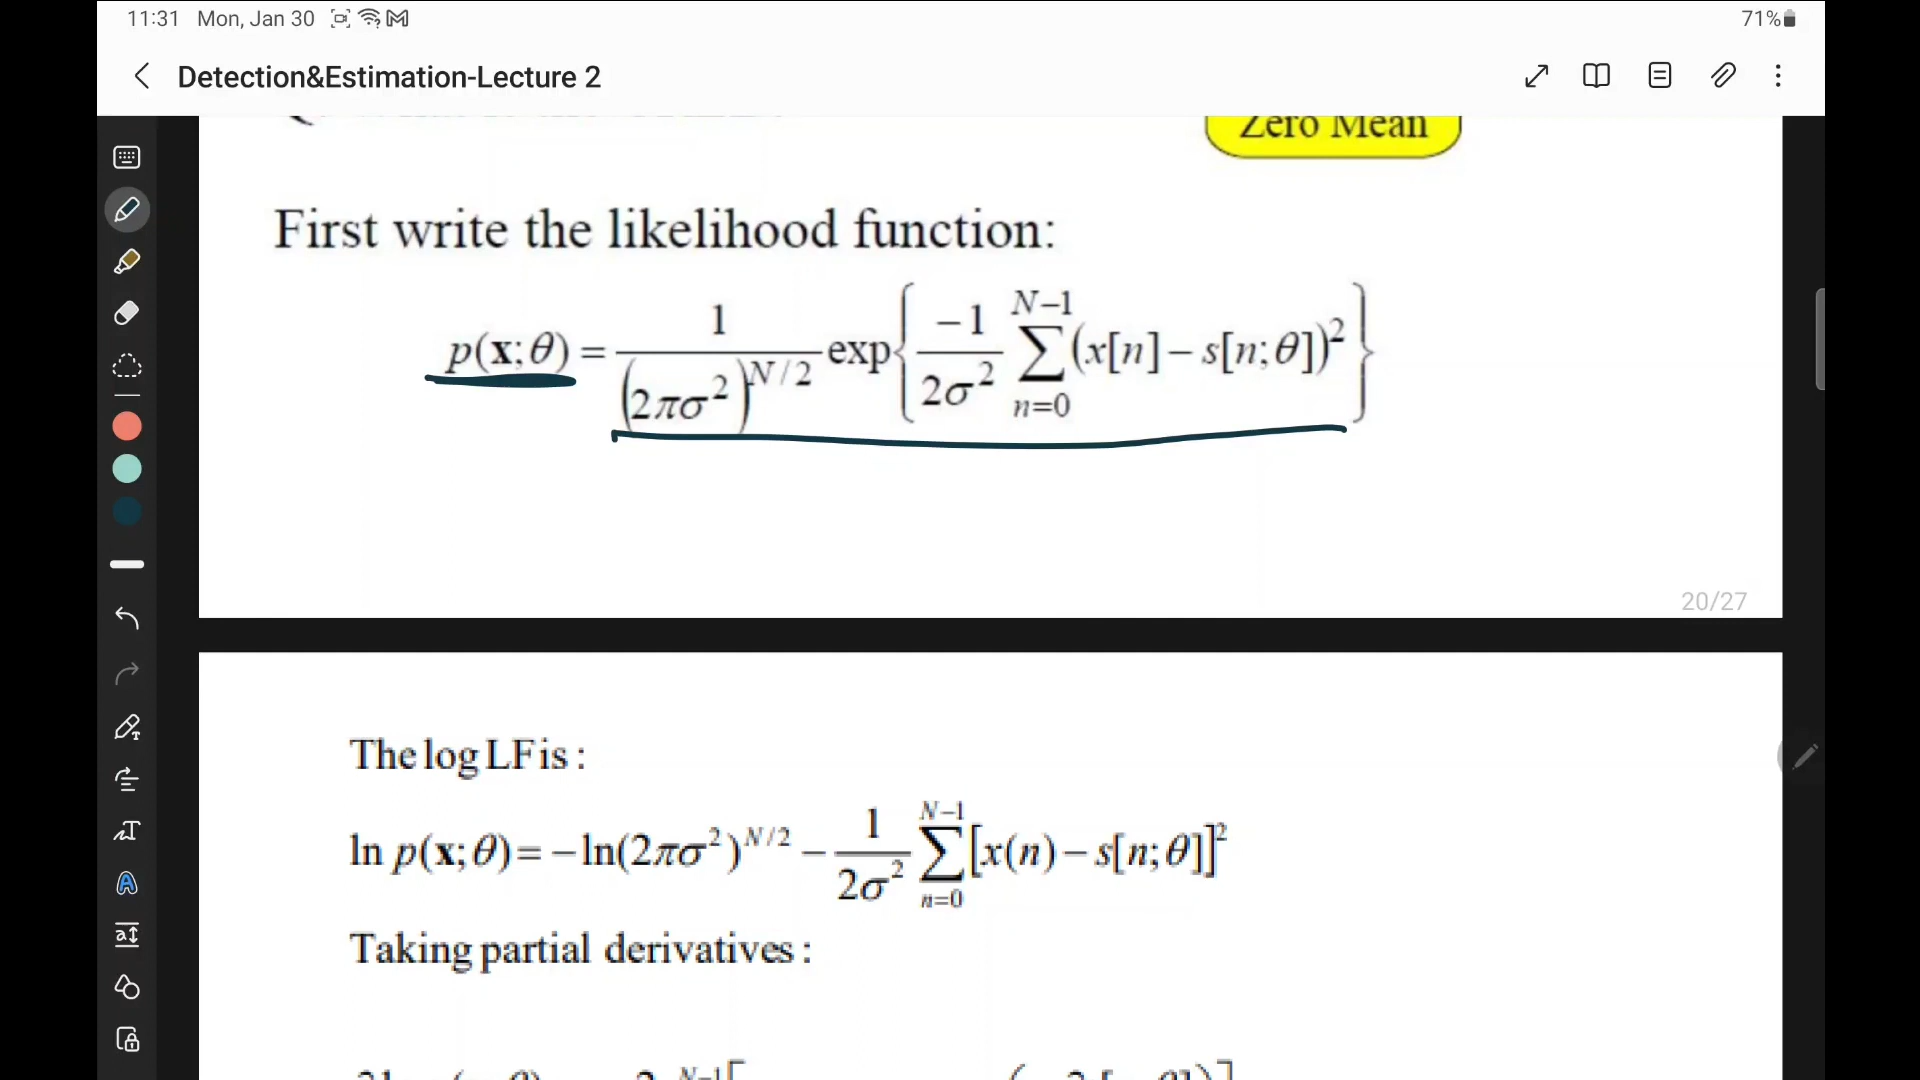 11:31 Mon, Jan 30
71%
Detection&Estimation-Lecture 2
Zero Mean
First write the likelihood function:
p(x;θ) = 1 / (2πσ²)^{N/2} exp{ −1 / 2σ² ∑_{n=0}^{N−1} (x[n] − s[n;θ])² }
20/27
The log LF is :
ln p(x;θ) = −ln(2πσ²)^{N/2} − 1 / 2σ² ∑_{n=0}^{N−1} [x(n) − s[n;θ]]²
Taking partial derivatives :